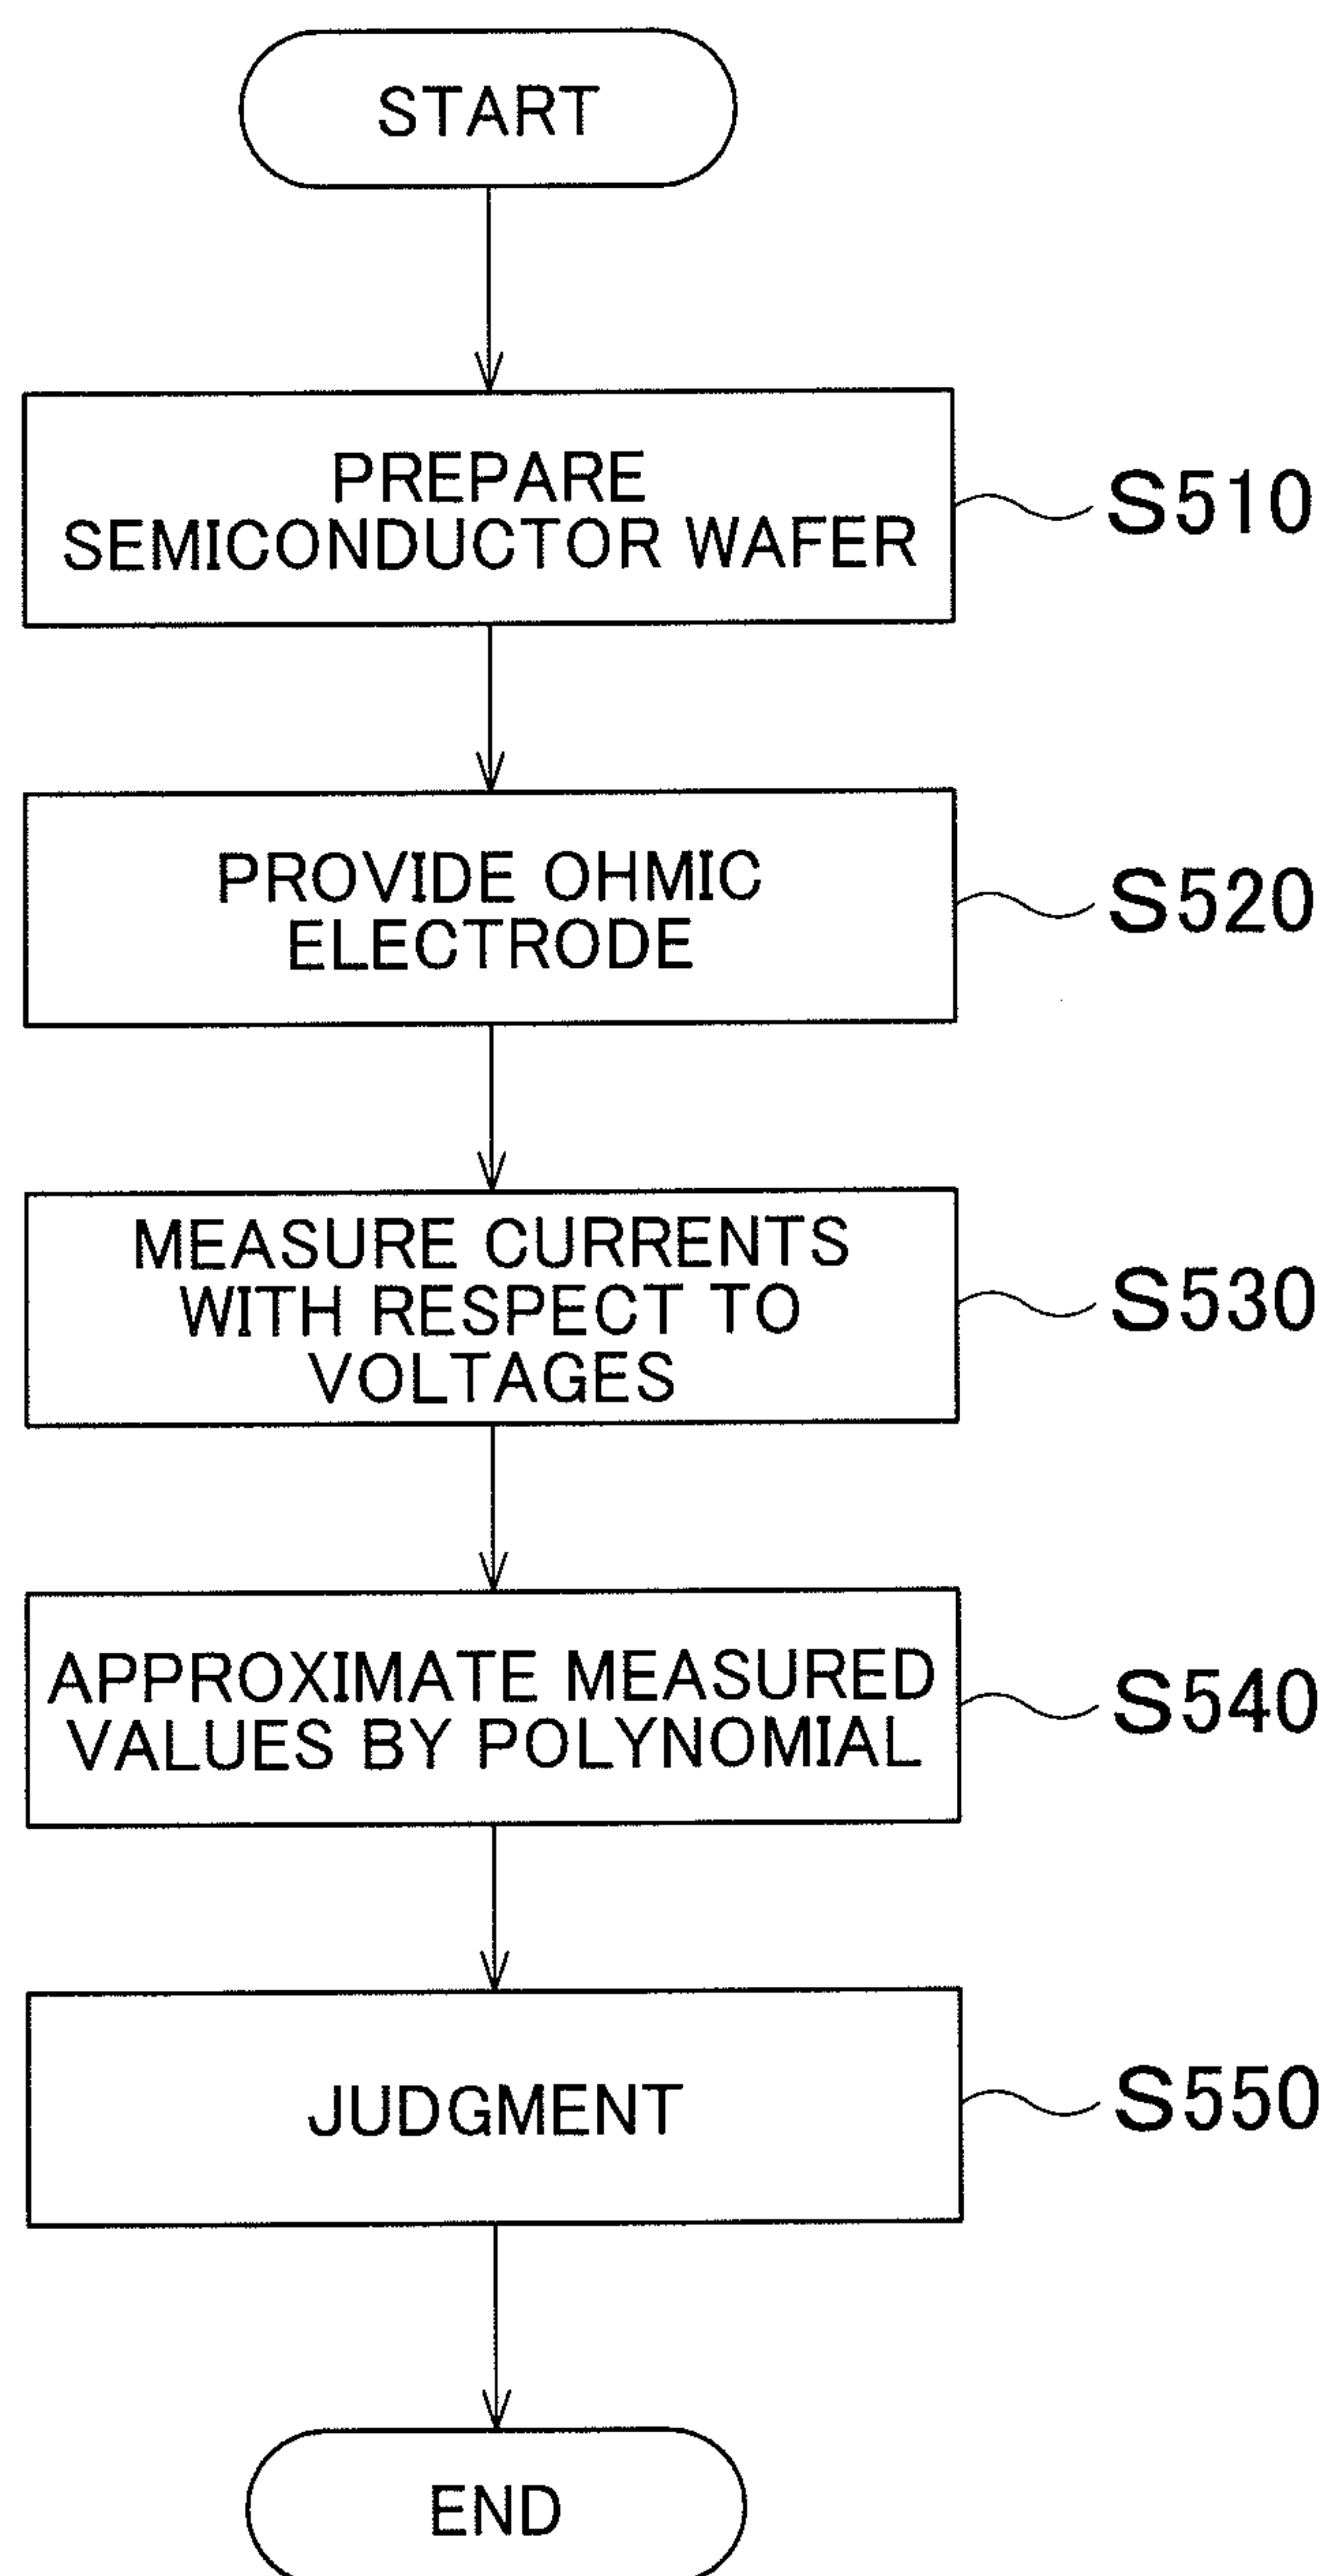 START
PREPARE
SEMICONDUCTOR WAFER
S510
PROVIDE OHMIC
ELECTRODE
S520
MEASURE CURRENTS
WITH RESPECT TO
VOLTAGES
S530
APPROXIMATE MEASURED
VALUES BY POLYNOMIAL
S540
JUDGMENT
S550
END